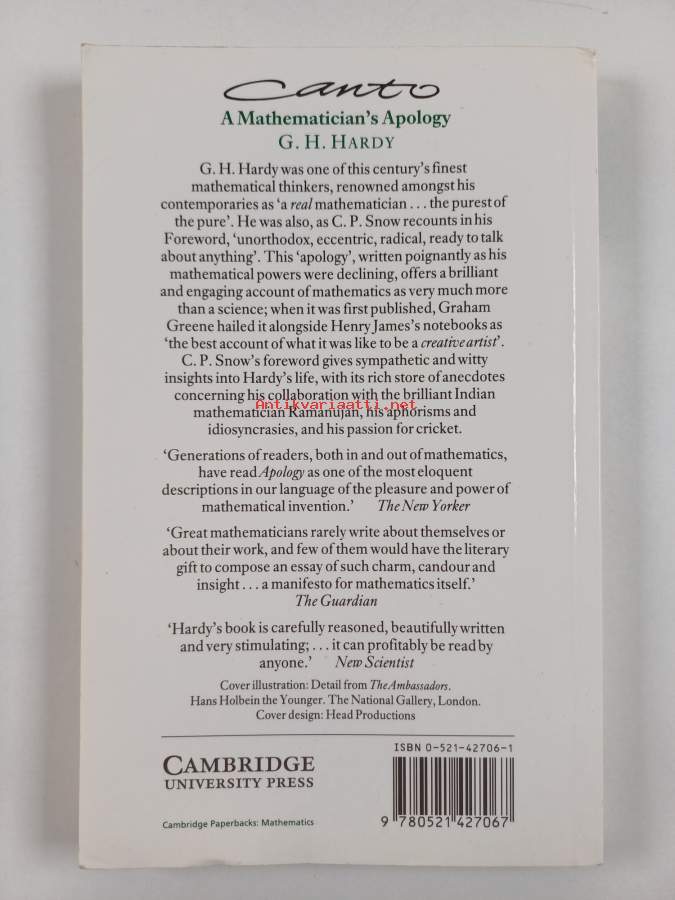 Canto
A Mathematician's Apology
G. H. HARDY
G. H. Hardy was one of this century's finest
mathematical thinkers, renowned amongst his
contemporaries as 'a real mathematician . . . the purest of
the pure'. He was also, as C. P. Snow recounts in his
Foreword, 'unorthodox, eccentric, radical, ready to talk
about anything'. This 'apology', written poignantly as his
mathematical powers were declining, offers a brilliant
and engaging account of mathematics as very much more
than a science; when it was first published, Graham
Greene hailed it alongside Henry James's notebooks as
'the best account of what it was like to be a creative artist'.
C. P. Snow's foreword gives sympathetic and witty
insights into Hardy's life, with its rich store of anecdotes
concerning his collaboration with the brilliant Indian
Antikvariaatti.net
mathematician Ramanujan, his aphorisms and
idiosyncrasies, and his passion for cricket.
'Generations of readers, both in and out of mathematics,
have read Apology as one of the most eloquent
descriptions in our language of the pleasure and power of
mathematical invention.' The New Yorker
'Great mathematicians rarely write about themselves or
about their work, and few of them would have the literary
gift to compose an essay of such charm, candour and
insight . . . a manifesto for mathematics itself.'
The Guardian
'Hardy's book is carefully reasoned, beautifully written
and very stimulating; . . . it can profitably be read by
anyone.' New Scientist
Cover illustration: Detail from The Ambassadors.
Hans Holbein the Younger. The National Gallery, London.
Cover design: Head Productions
ISBN 0-521-42706-1
CAMBRIDGE
UNIVERSITY PRESS
Cambridge Paperbacks: Mathematics
9 780521 427067